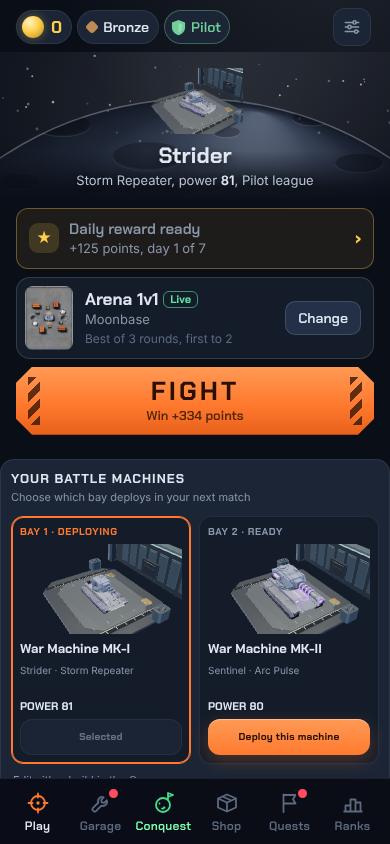 0
Bronze
Pilot
Strider
Storm Repeater, power 81, Pilot league
Daily reward ready
+125 points, day 1 of 7
Arena 1v1
Live
Moonbase
Best of 3 rounds, first to 2
Change
FIGHT
Win +334 points
YOUR BATTLE MACHINES
Choose which bay deploys in your next match
BAY 1 · DEPLOYING
War Machine MK-I
Strider · Storm Repeater
POWER 81
Selected
BAY 2 · READY
War Machine MK-II
Sentinel · Arc Pulse
POWER 80
Deploy this machine
Play
Garage
Conquest
Shop
Quests
Ranks